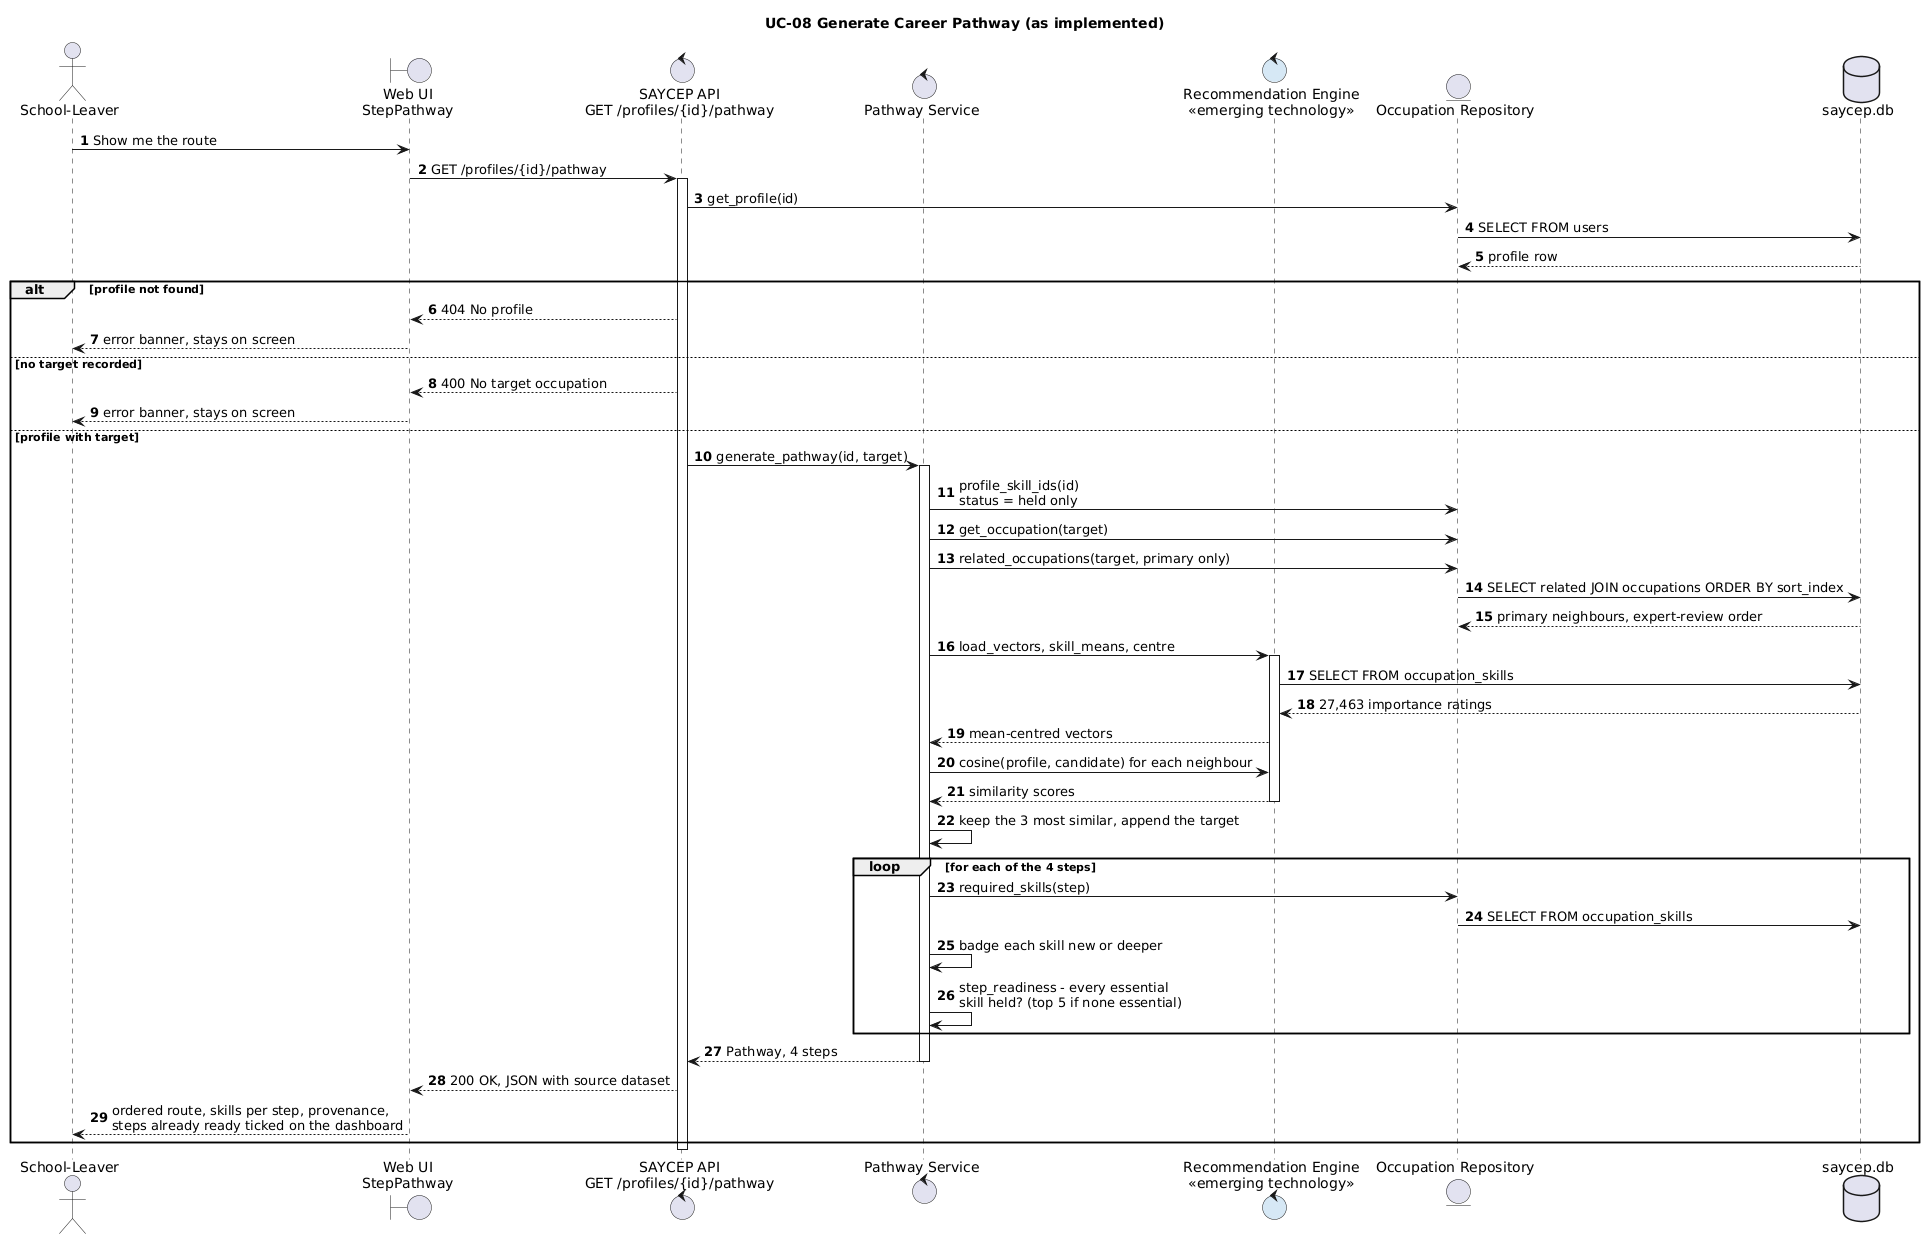 UC-08 Generate Career Pathway (as implemented)
School-Leaver
Web UI
StepPathway
SAYCEP API
GET /profiles/{id}/pathway
Pathway Service
Recommendation Engine
«emerging technology»
Occupation Repository
saycep.db
1 Show me the route
2 GET /profiles/{id}/pathway
3 get_profile(id)
4 SELECT FROM users
5 profile row
alt [profile not found]
6 404 No profile
7 error banner, stays on screen
[no target recorded]
8 400 No target occupation
9 error banner, stays on screen
[profile with target]
10 generate_pathway(id, target)
11 profile_skill_ids(id)
status = held only
12 get_occupation(target)
13 related_occupations(target, primary only)
14 SELECT related JOIN occupations ORDER BY sort_index
15 primary neighbours, expert-review order
16 load_vectors, skill_means, centre
17 SELECT FROM occupation_skills
18 27,463 importance ratings
19 mean-centred vectors
20 cosine(profile, candidate) for each neighbour
21 similarity scores
22 keep the 3 most similar, append the target
loop [for each of the 4 steps]
23 required_skills(step)
24 SELECT FROM occupation_skills
25 badge each skill new or deeper
26 step_readiness - every essential
skill held? (top 5 if none essential)
27 Pathway, 4 steps
28 200 OK, JSON with source dataset
29 ordered route, skills per step, provenance,
steps already ready ticked on the dashboard
School-Leaver
Web UI
StepPathway
SAYCEP API
GET /profiles/{id}/pathway
Pathway Service
Recommendation Engine
«emerging technology»
Occupation Repository
saycep.db